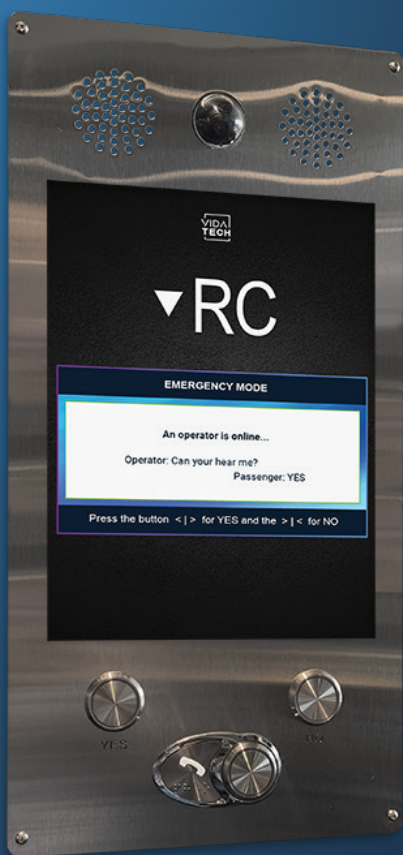 VIDA
TECH
▼RC
EMERGENCY MODE
An operator is online...
Operator: Can your hear me?
Passenger: YES
Press the button < | > for YES and the > | < for NO
YES
NO